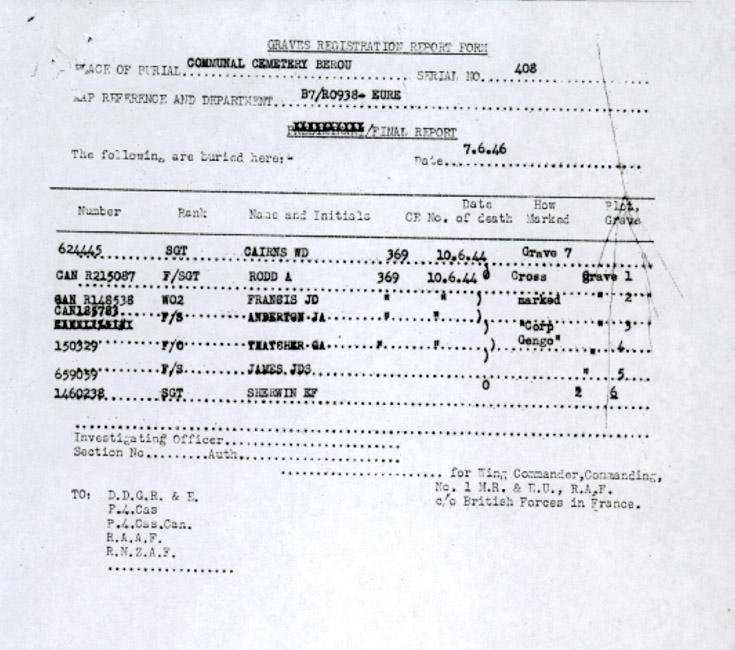 GRAVES REGISTRATION REPORT FORM
PLACE OF BURIAL COMMUNAL CEMETERY BEROU SERIAL NO. 408
MAP REFERENCE AND DEPARTMENT B7/R0938- EURE
/FINAL REPORT
The following are buried here:- Date 7.6.46
Number Rank Name and Initials CE No. Date of death How Marked Plot, Grave
624445 SGT CAIRNS WD 369 10.6.44 Grave 7
CAN R215087 F/SGT RODD A 369 10.6.44 Cross Grave 1
CAN R148538 WO2 FRANCIS JD " " ) marked " 2"
CAN185783 F/S ANDERTON JA " " ) "Corp " 3
150329 F/O THATCHER GA " " ) Gengo" " 4
659039 F/S JAMES JDS ) " 5
1460238 SGT SHERWIN EF 0 2 6
Investigating Officer
Section No. Auth.
for Wing Commander,Commanding,
No. 1 M.R. & E.U., R.A.F.
c/o British Forces in France.
TO: D.D.G.R. & E.
P.4.Cas
P.4.Cas.Can.
R.A.A.F.
R.N.Z.A.F.